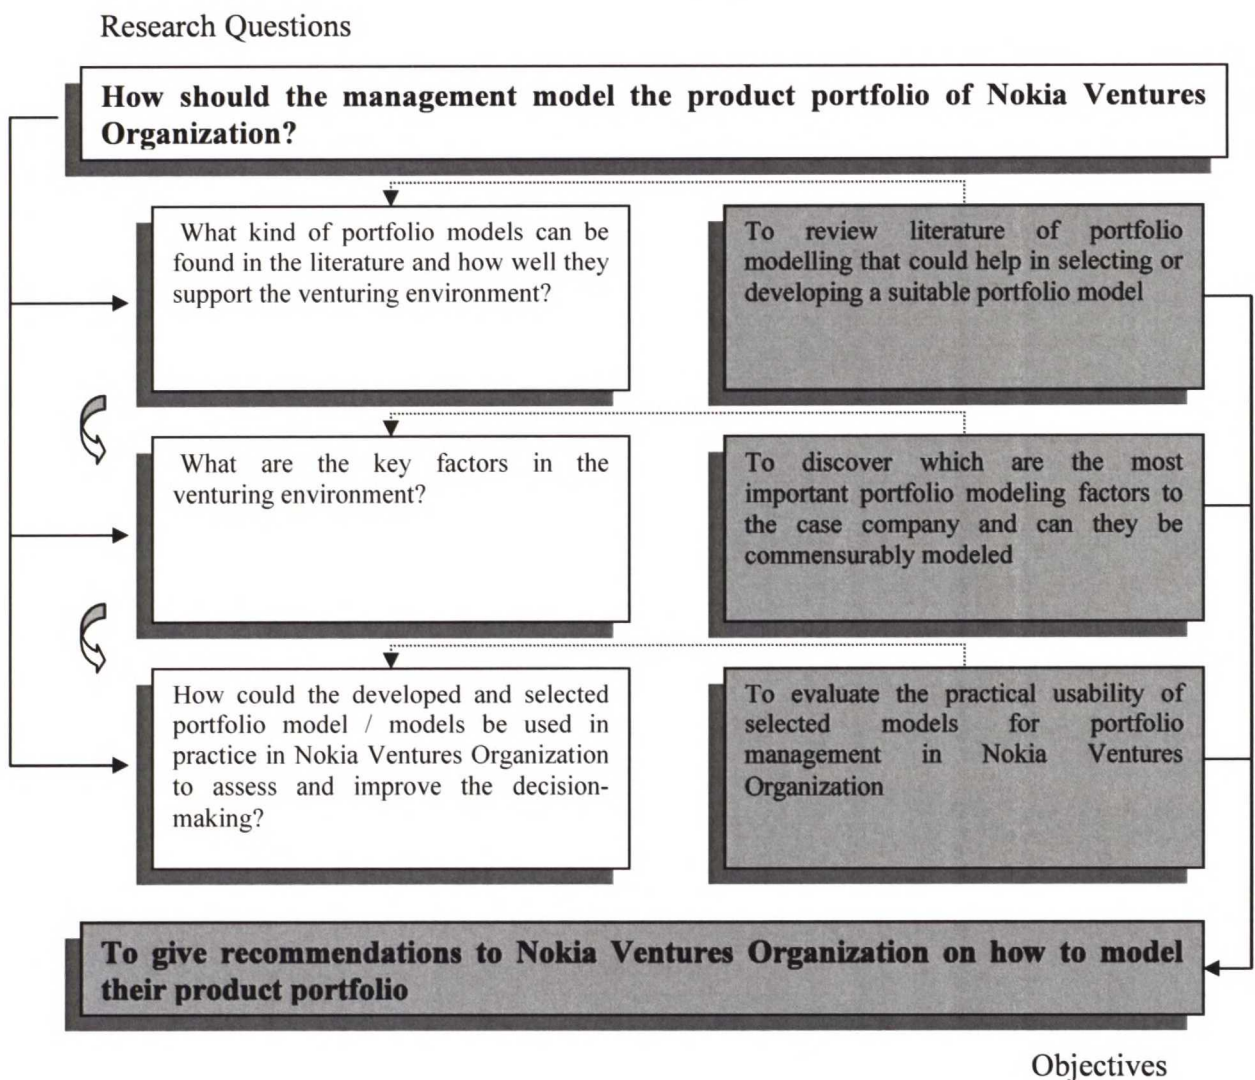 Research Questions
How should the management model the product portfolio of Nokia Ventures
Organization?
What kind of portfolio models can be
found in the literature and how well they
support the venturing environment?
To review literature of portfolio
modelling that could help in selecting or
developing a suitable portfolio model
What are the key factors in the
venturing environment?
To discover which are the most
important portfolio modeling factors to
the case company and can they be
commensurably modeled
How could the developed and selected
portfolio model / models be used in
practice in Nokia Ventures Organization
to assess and improve the decision-
making?
To evaluate the practical usability of
selected models for portfolio
management in Nokia Ventures
Organization
To give recommendations to Nokia Ventures Organization on how to model
their product portfolio
Objectives